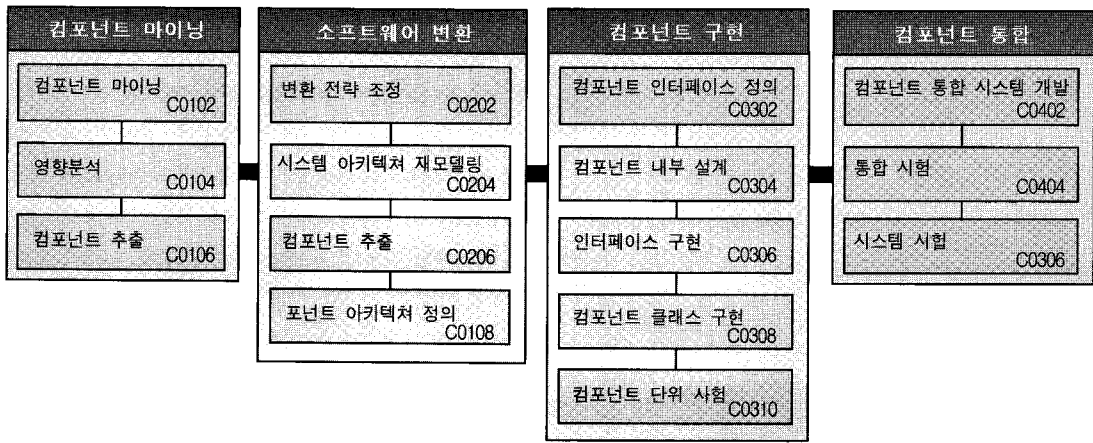 컴포넌트 마이닝
컴포넌트 마이닝
C0102
영향분석
C0104
컴포넌트 추출
C0106
소프트웨어 변환
변환 전략 조정
C0202
시스템 아키텍쳐 재모델링
C0204
컴포넌트 추출
C0206
포넌트 아키텍쳐 정의
C0108
컴포넌트 구현
컴포넌트 인터페이스 정의
C0302
컴포넌트 내부 설계
C0304
인터페이스 구현
C0306
컴포넌트 클래스 구현
C0308
컴포넌트 단위 사험
C0310
컴포넌트 통합
컴포넌트 통합 시스템 개발
C0402
통합 시험
C0404
시스템 시험
C0306